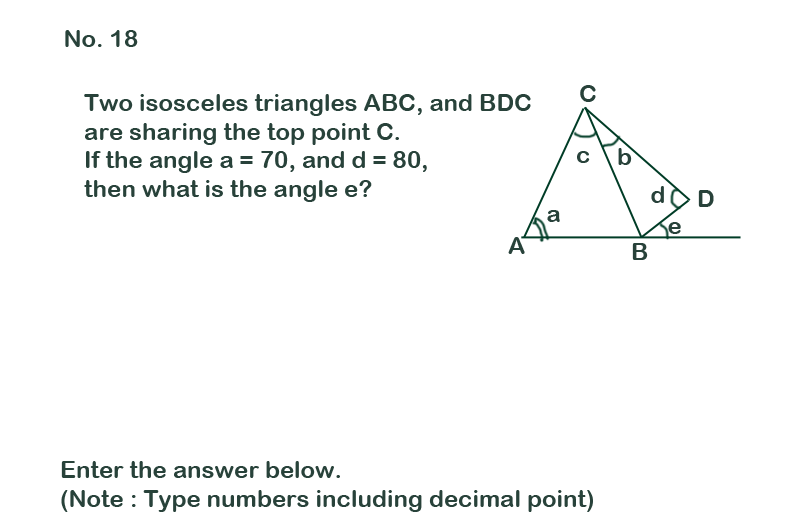 No. 18
Two isosceles triangles ABC, and BDC
are sharing the top point C.
If the angle a = 70, and d = 80,
then what is the angle e?
C
c b
d D
a
e
A
B
Enter the answer below.
(Note : Type numbers including decimal point)